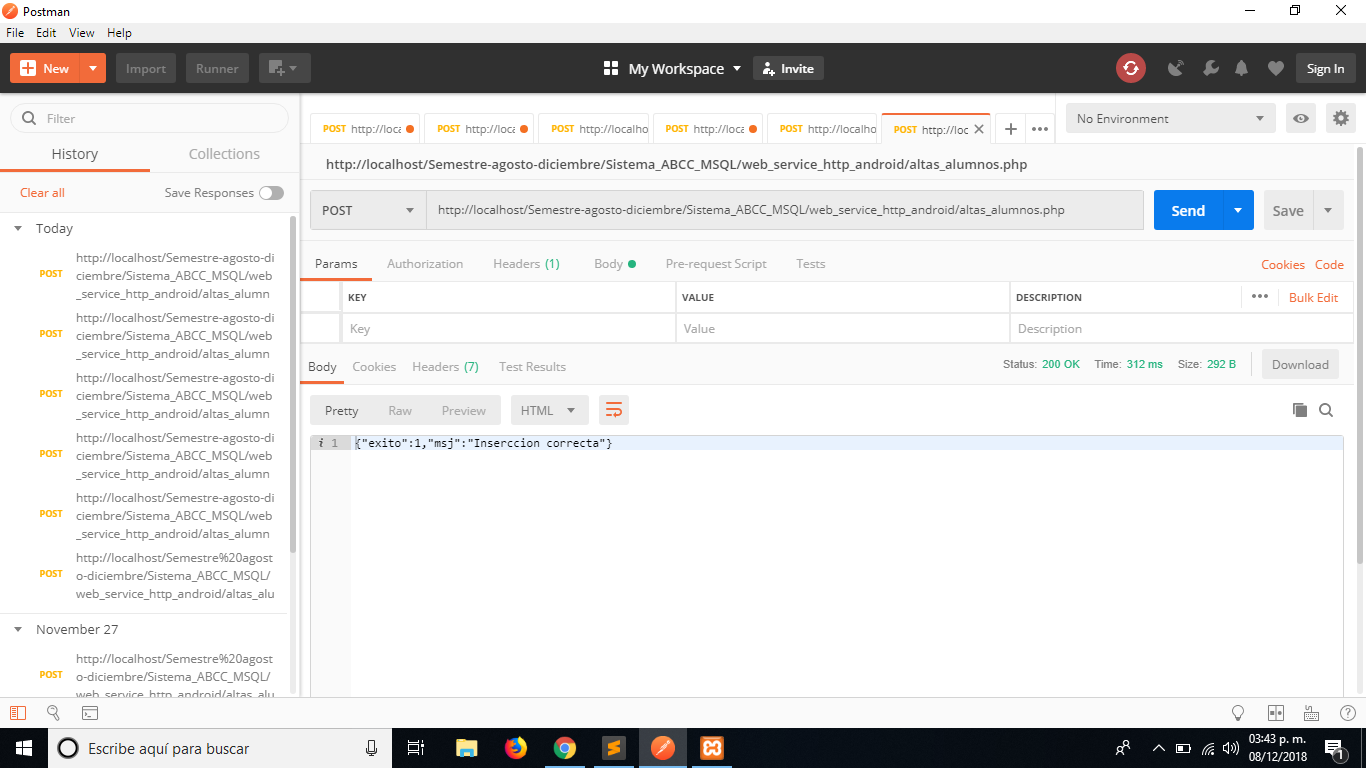 Postman
File Edit View Help
New Import Runner My Workspace Invite Sign In
Filter
History Collections
Clear all Save Responses
Today
POST http://localhost/Semestre-agosto-di
ciembre/Sistema_ABCC_MSQL/web
_service_http_android/altas_alumn
POST http://localhost/Semestre-agosto-di
ciembre/Sistema_ABCC_MSQL/web
_service_http_android/altas_alumn
POST http://localhost/Semestre-agosto-di
ciembre/Sistema_ABCC_MSQL/web
_service_http_android/altas_alumn
POST http://localhost/Semestre-agosto-di
ciembre/Sistema_ABCC_MSQL/web
_service_http_android/altas_alumn
POST http://localhost/Semestre-agosto-di
ciembre/Sistema_ABCC_MSQL/web
_service_http_android/altas_alumn
POST http://localhost/Semestre%20agost
o-diciembre/Sistema_ABCC_MSQL/
web_service_http_android/altas_alu
November 27
POST http://localhost/Semestre%20agost
o-diciembre/Sistema_ABCC_MSQL/
web_service_http_android/altas_alu
POST http://loca POST http://loca POST http://localho POST http://loca POST http://localho POST http://loc
No Environment
http://localhost/Semestre-agosto-diciembre/Sistema_ABCC_MSQL/web_service_http_android/altas_alumnos.php
POST http://localhost/Semestre-agosto-diciembre/Sistema_ABCC_MSQL/web_service_http_android/altas_alumnos.php Send Save
Params Authorization Headers (1) Body Pre-request Script Tests Cookies Code
KEY VALUE DESCRIPTION Bulk Edit
Key Value Description
Body Cookies Headers (7) Test Results Status: 200 OK Time: 312 ms Size: 292 B Download
Pretty Raw Preview HTML
i 1 {"exito":1,"msj":"Inserccion correcta"}
Escribe aquí para buscar
03:43 p. m.
08/12/2018
1